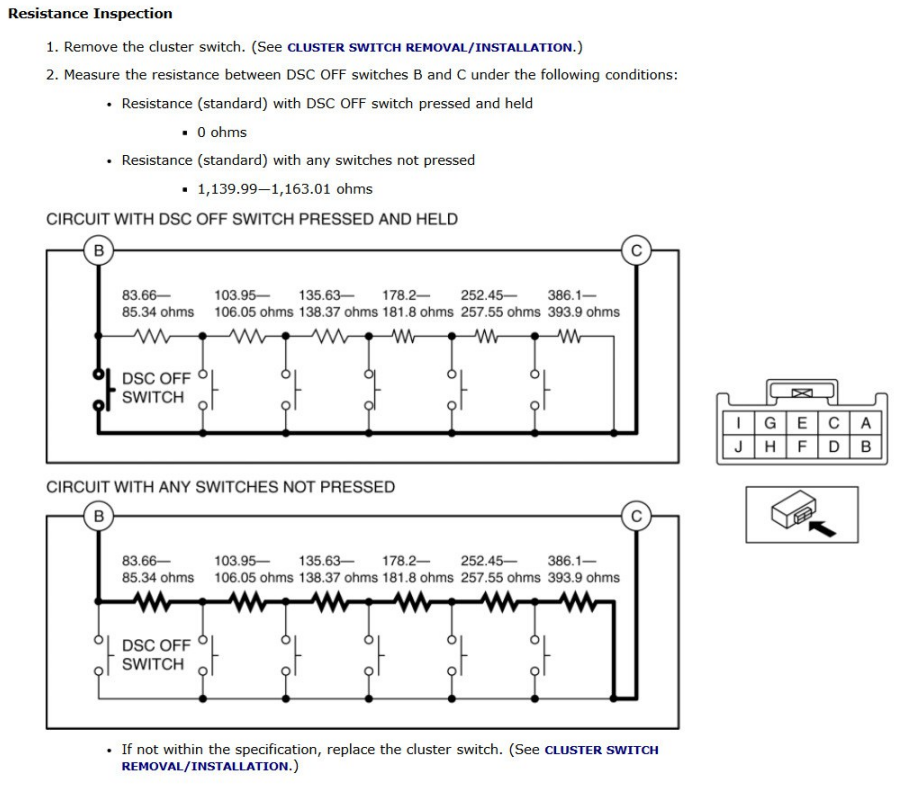 Resistance Inspection
1. Remove the cluster switch. (See CLUSTER SWITCH REMOVAL/INSTALLATION.)
2. Measure the resistance between DSC OFF switches B and C under the following conditions:
• Resistance (standard) with DSC OFF switch pressed and held
▪ 0 ohms
• Resistance (standard) with any switches not pressed
▪ 1,139.99—1,163.01 ohms
CIRCUIT WITH DSC OFF SWITCH PRESSED AND HELD
B C
83.66— 103.95— 135.63— 178.2— 252.45— 386.1—
85.34 ohms 106.05 ohms 138.37 ohms 181.8 ohms 257.55 ohms 393.9 ohms
DSC OFF
SWITCH
I G E C A
J H F D B
CIRCUIT WITH ANY SWITCHES NOT PRESSED
B C
83.66— 103.95— 135.63— 178.2— 252.45— 386.1—
85.34 ohms 106.05 ohms 138.37 ohms 181.8 ohms 257.55 ohms 393.9 ohms
DSC OFF
SWITCH
• If not within the specification, replace the cluster switch. (See CLUSTER SWITCH
REMOVAL/INSTALLATION.)